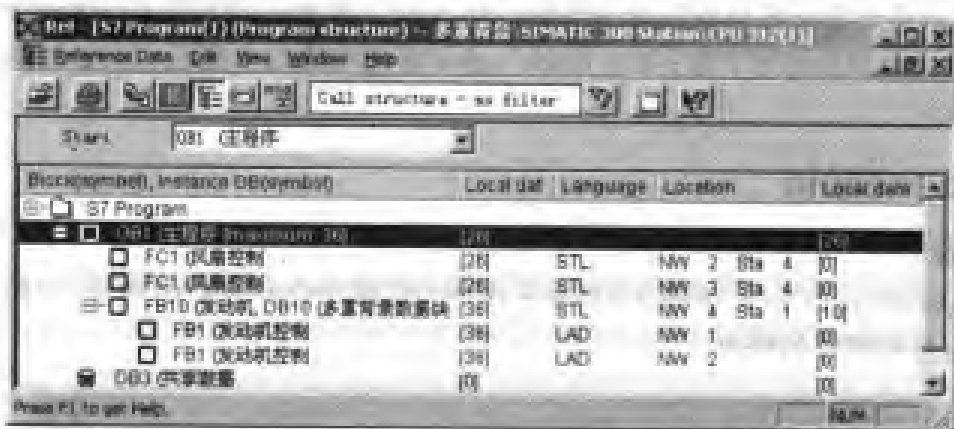 Ref - [S7 Program(1) (Program structure) -- 多重背景\SIMATIC 300 Station\CPU 312(1)]
Reference Data Edit View Window Help
Call structure - no filter
Start OB1 (主程序
Block(symbol), Instance DB(symbol) Local dat Language Location Local data
S7 Program
OB1 (主程序 [maximum 36] [26] [26]
FC1 (风扇控制 [26] STL NW 2 Sta 4 [0]
FC1 (风扇控制 [26] STL NW 3 Sta 4 [0]
FB10 (发动机, DB10 (多重背景数据块 [36] STL NW 4 Sta 1 [10]
FB1 (发动机控制 [36] LAD NW 1 [0]
FB1 (发动机控制 [36] LAD NW 2 [0]
DB3 (共享数据 [0] [0]
Press F1 to get Help. NUM